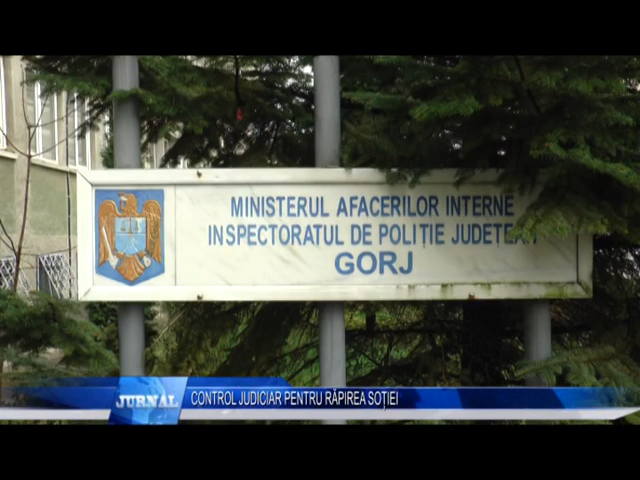 MINISTERUL AFACERILOR INTERNE
INSPECTORATUL DE POLIȚIE
GORJ
JURNAL
CONTROL JUDICIAR PENTRU RĂPIREA SOȚIEI